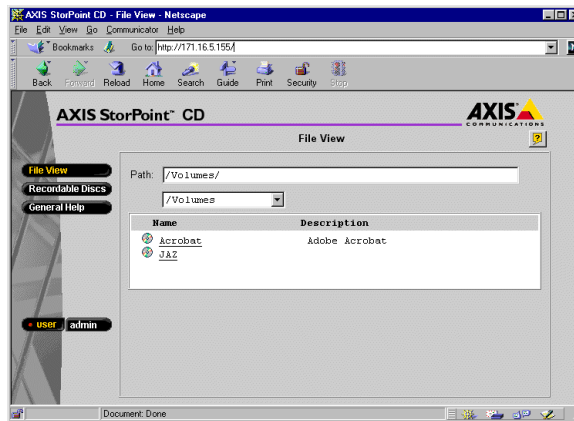 AXIS StorPoint CD - File View - Netscape
File Edit View Go Communicator Help
Bookmarks Go to: http://171.16.5.155/
Back Forward Reload Home Search Guide Print Security Stop
AXIS StorPoint™ CD
AXIS
COMMUNICATIONS
File View
?
File View
Recordable Discs
General Help
Path: /Volumes/
/Volumes
Name Description
Acrobat Adobe Acrobat
JAZ
user admin
Document: Done